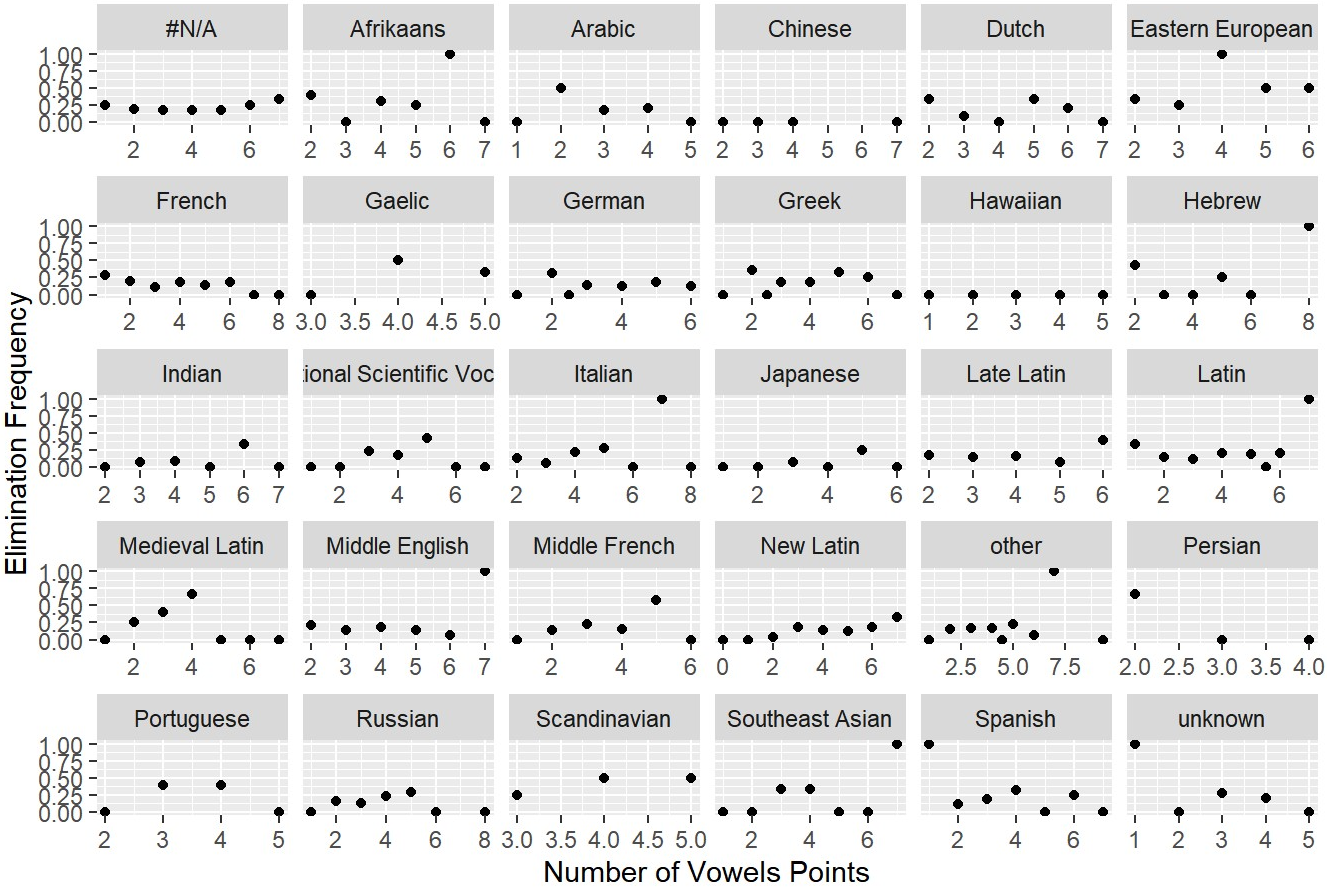 #N/A Afrikaans Arabic Chinese Dutch Eastern European
1.00
0.75
0.50
0.25
0.00
2 4 6 2 3 4 5 6 7 1 2 3 4 5 2 3 4 5 6 7 2 3 4 5 6 7 2 3 4 5 6
French Gaelic German Greek Hawaiian Hebrew
1.00
0.75
0.50
0.25
0.00
2 4 6 8 3.0 3.5 4.0 4.5 5.0 2 4 6 2 4 6 1 2 3 4 5 2 4 6 8
Indian tional Scientific Voc Italian Japanese Late Latin Latin
1.00
0.75
0.50
0.25
0.00
2 3 4 5 6 7 2 4 6 2 4 6 8 2 4 6 2 3 4 5 6 2 4 6
Medieval Latin Middle English Middle French New Latin other Persian
1.00
0.75
0.50
0.25
0.00
2 4 6 2 3 4 5 6 7 2 4 6 0 2 4 6 2.5 5.0 7.5 2.0 2.5 3.0 3.5 4.0
Portuguese Russian Scandinavian Southeast Asian Spanish unknown
1.00
0.75
0.50
0.25
0.00
2 3 4 5 2 4 6 8 3.0 3.5 4.0 4.5 5.0 2 4 6 2 4 6 1 2 3 4 5
Number of Vowels Points
Elimination Frequency